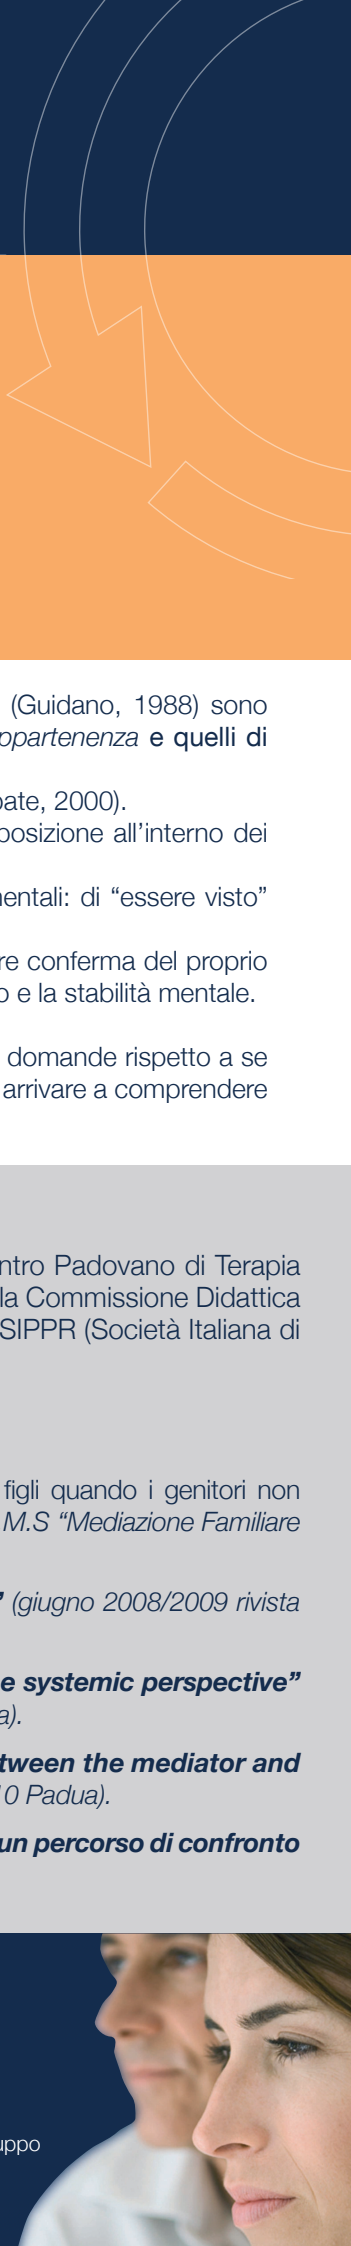 (Guidano, 1988) sono
ppartenenza e quelli di
bate, 2000).
posizione all’interno dei
nentali: di “essere visto”
re conferma del proprio
o e la stabilità mentale.
domande rispetto a se
arrivare a comprendere
ntro Padovano di Terapia
la Commissione Didattica
SIPPR (Società Italiana di
figli quando i genitori non
M.S “Mediazione Familiare
” (giugno 2008/2009 rivista
e systemic perspective”
a).
tween the mediator and
0 Padua).
un percorso di confronto
uppo